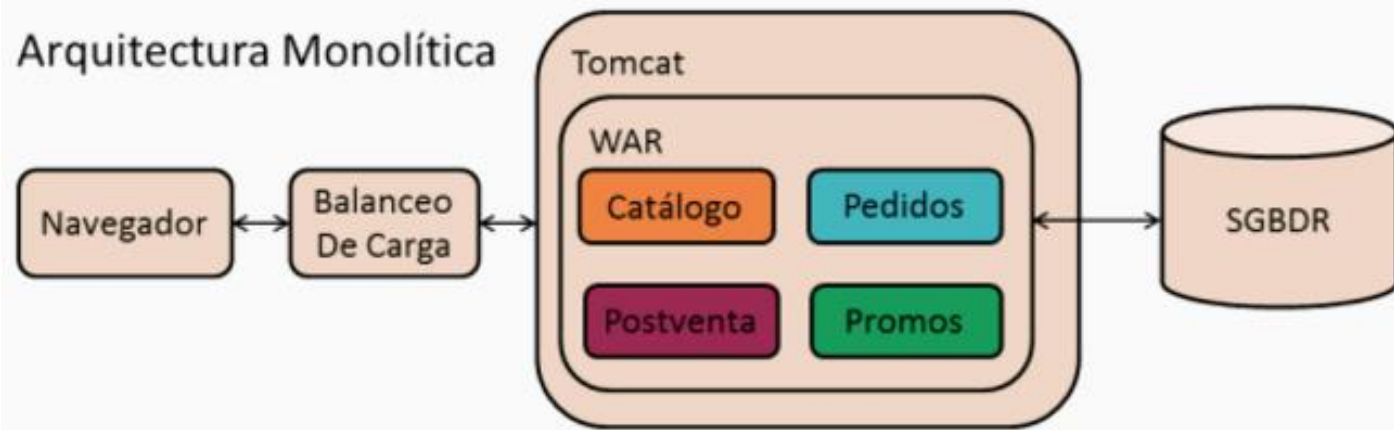 Arquitectura Monolítica
Tomcat
WAR
Navegador
Balanceo
De Carga
Catálogo
Pedidos
Postventa
Promos
SGBDR